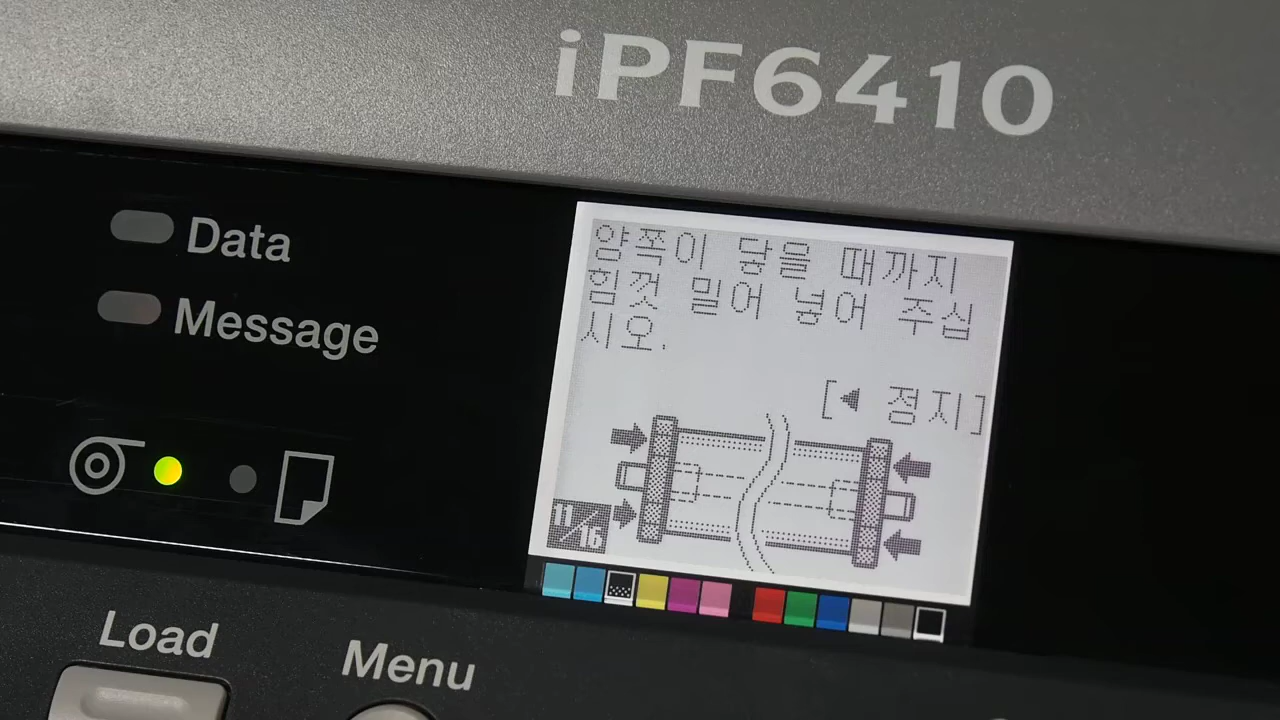 iPF6410
Data
Message
양쪽이 닿을 때까지
힘껏 밀어 넣어 주십
시오.
[◀ 정지]
11/16
Load
Menu